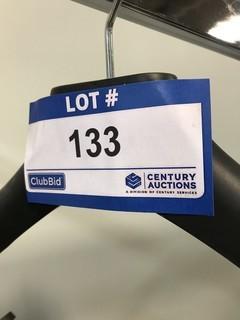 LOT #
133
ClubBid
CENTURY
AUCTIONS
A DIVISION OF CENTURY SERVICES